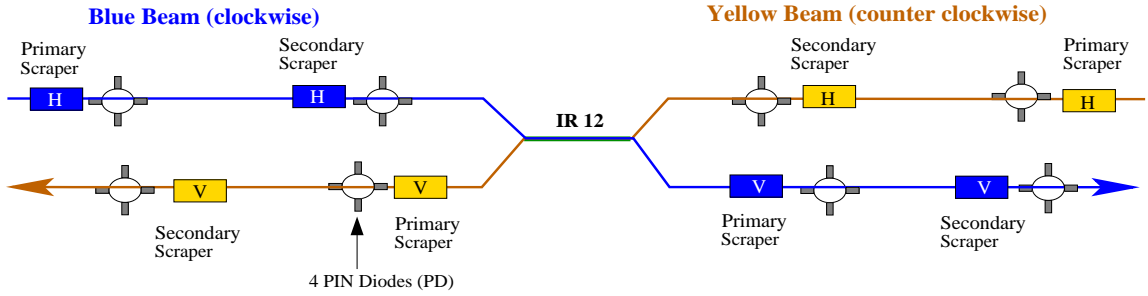 Blue Beam (clockwise)
Yellow Beam (counter clockwise)
Primary
Scraper
Secondary
Scraper
Secondary
Scraper
Primary
Scraper
H
H
H
H
IR 12
V
V
V
V
Secondary
Scraper
Primary
Scraper
Primary
Scraper
Secondary
Scraper
4 PIN Diodes (PD)